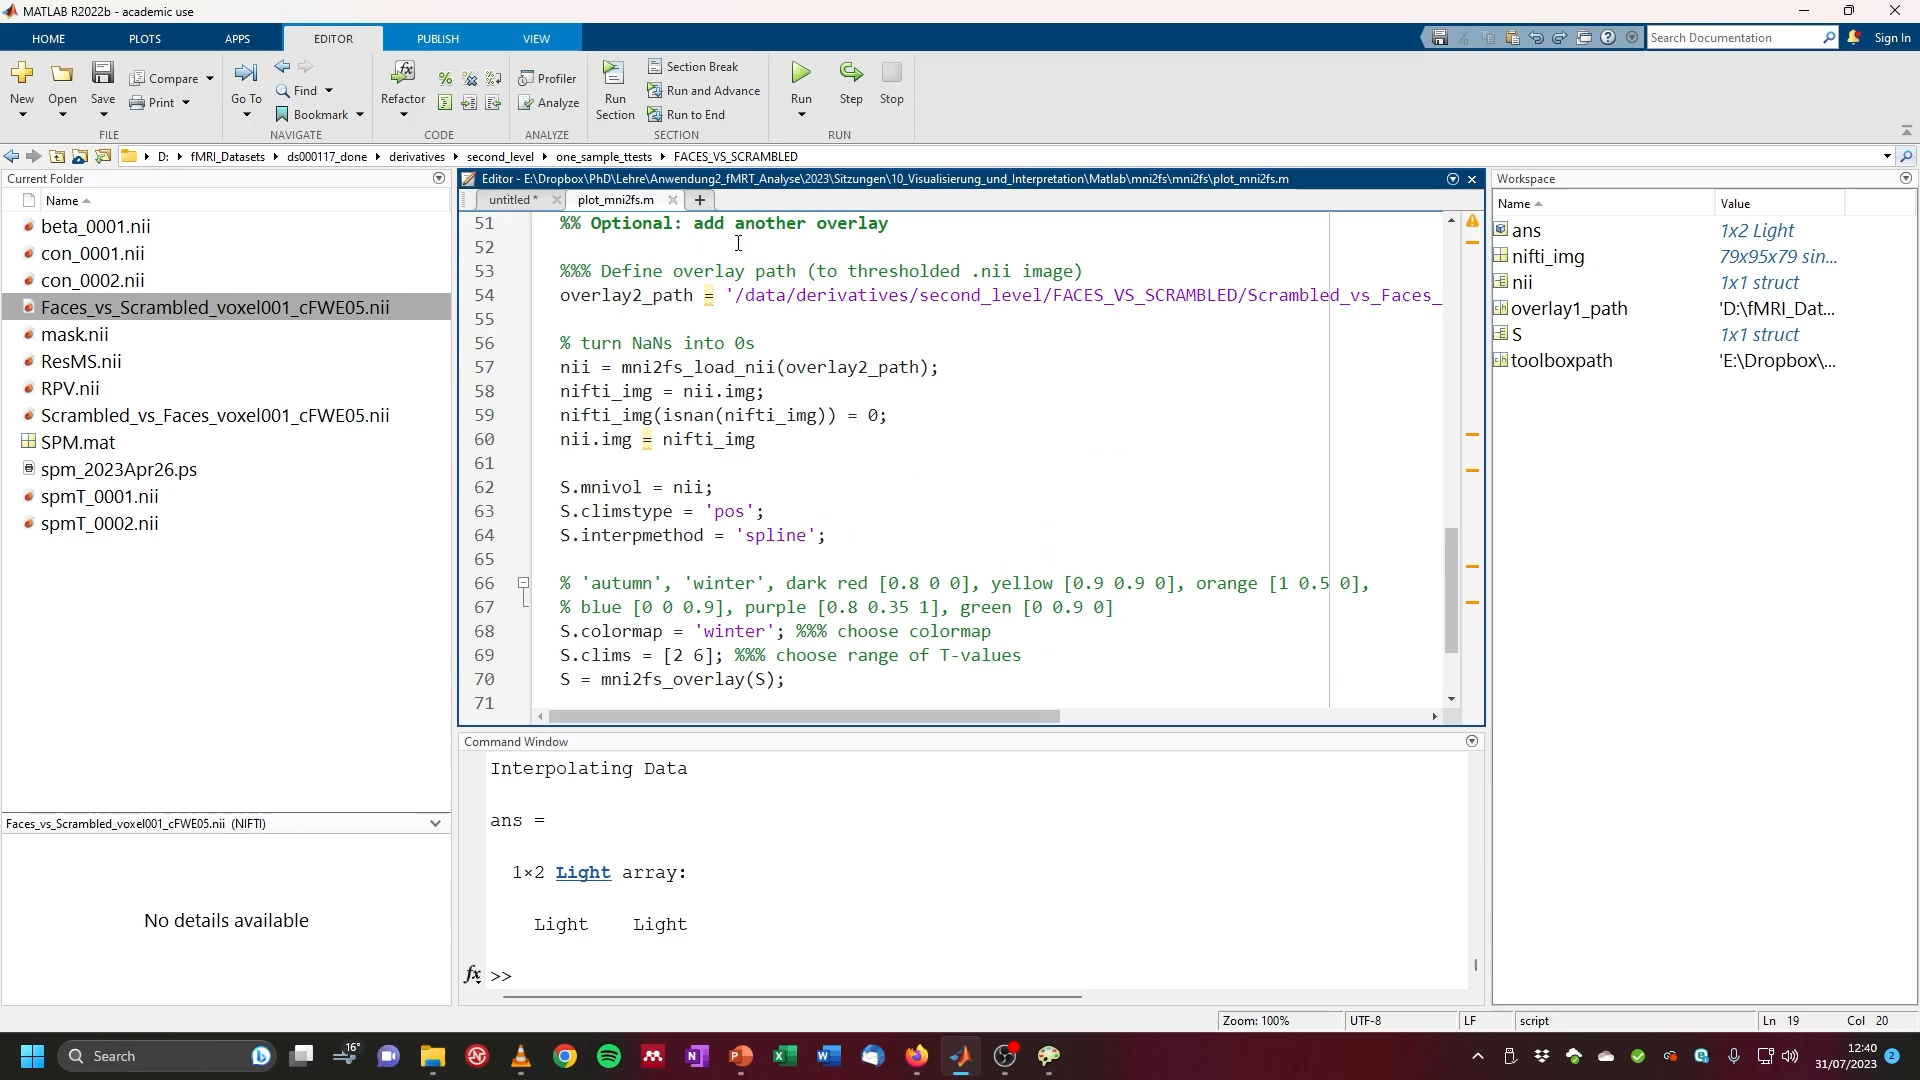 MATLAB R2022b - academic use
HOME PLOTS APPS EDITOR PUBLISH VIEW
Search Documentation
Sign In
New
Open
Save
Compare
Print
Go To
Find
Bookmark
Refactor
Profiler
Analyze
Run
Section
Section Break
Run and Advance
Run to End
Run
Step
Stop
FILE NAVIGATE CODE ANALYZE SECTION RUN
D: fMRI_Datasets ds000117_done derivatives second_level one_sample_ttests FACES_VS_SCRAMBLED
Current Folder
Name
beta_0001.nii
con_0001.nii
con_0002.nii
Faces_vs_Scrambled_voxel001_cFWE05.nii
mask.nii
ResMS.nii
RPV.nii
Scrambled_vs_Faces_voxel001_cFWE05.nii
SPM.mat
spm_2023Apr26.ps
spmT_0001.nii
spmT_0002.nii
Faces_vs_Scrambled_voxel001_cFWE05.nii (NIFTI)
No details available
Editor - E:\Dropbox\PhD\Lehre\Anwendung2_fMRT_Analyse\2023\Sitzungen\10_Visualisierung_und_Interpretation\Matlab\mni2fs\mni2fs\plot_mni2fs.m
untitled * plot_mni2fs.m +
51 %% Optional: add another overlay
52
53 %%% Define overlay path (to thresholded .nii image)
54 overlay2_path = '/data/derivatives/second_level/FACES_VS_SCRAMBLED/Scrambled_vs_Faces_
55
56 % turn NaNs into 0s
57 nii = mni2fs_load_nii(overlay2_path);
58 nifti_img = nii.img;
59 nifti_img(isnan(nifti_img)) = 0;
60 nii.img = nifti_img
61
62 S.mnivol = nii;
63 S.climstype = 'pos';
64 S.interpmethod = 'spline';
65
66 % 'autumn', 'winter', dark red [0.8 0 0], yellow [0.9 0.9 0], orange [1 0.5 0],
67 % blue [0 0 0.9], purple [0.8 0.35 1], green [0 0.9 0]
68 S.colormap = 'winter'; %%% choose colormap
69 S.clims = [2 6]; %%% choose range of T-values
70 S = mni2fs_overlay(S);
71
Command Window
Interpolating Data
ans =
1×2 Light array:
Light Light
fx >>
Workspace
Name Value
ans 1x2 Light
nifti_img 79x95x79 sin...
nii 1x1 struct
overlay1_path 'D:\fMRI_Dat...
S 1x1 struct
toolboxpath 'E:\Dropbox\...
Zoom: 100% UTF-8 LF script Ln 19 Col 20
Search
16°
12:40
31/07/2023
2